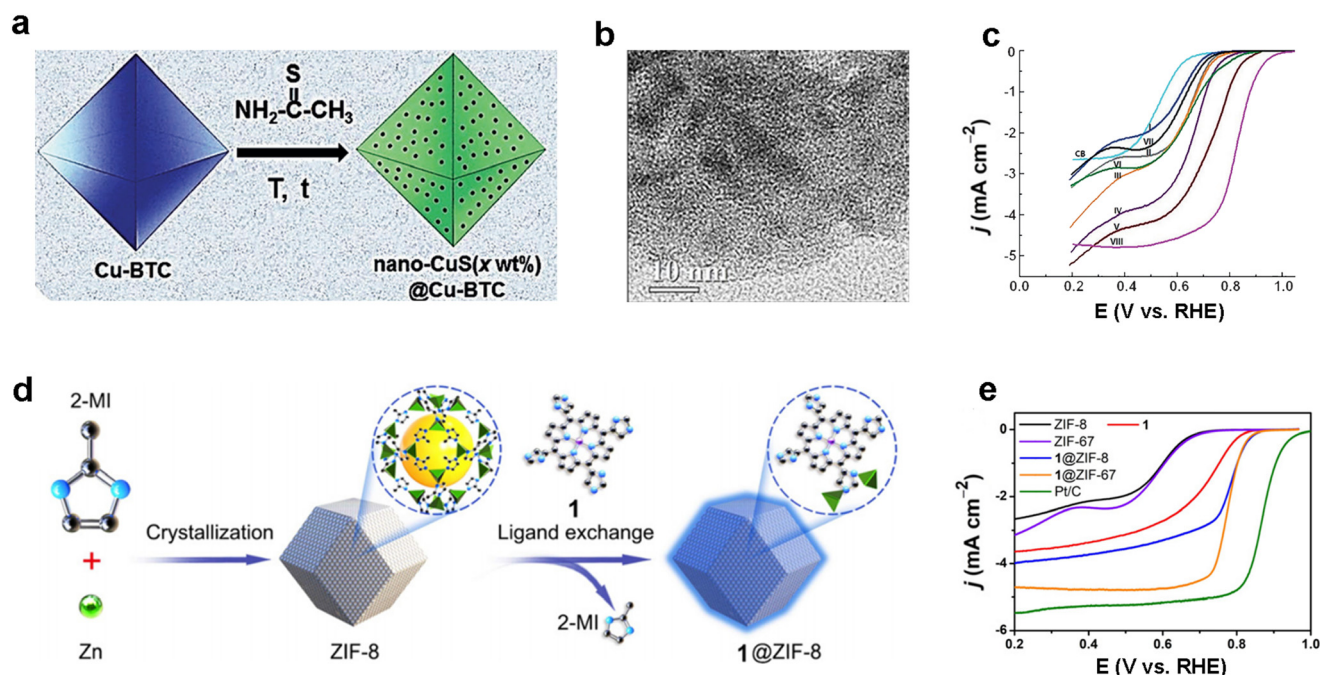 a
S
NH2-C-CH3
T, t
Cu-BTC
nano-CuS(x wt%)
@Cu-BTC
b
10 nm
c
0
-1
-2
-3
-4
-5
j (mA cm−2)
I
VII
CB
II
VI
III
IV
V
VIII
0.0 0.2 0.4 0.6 0.8 1.0
E (V vs. RHE)
d
2-MI
+
Zn
Crystallization
ZIF-8
1
Ligand exchange
2-MI
1@ZIF-8
e
ZIF-8 1
ZIF-67
1@ZIF-8
1@ZIF-67
Pt/C
0
-2
-4
-6
j (mA cm−2)
0.2 0.4 0.6 0.8 1.0
E (V vs. RHE)